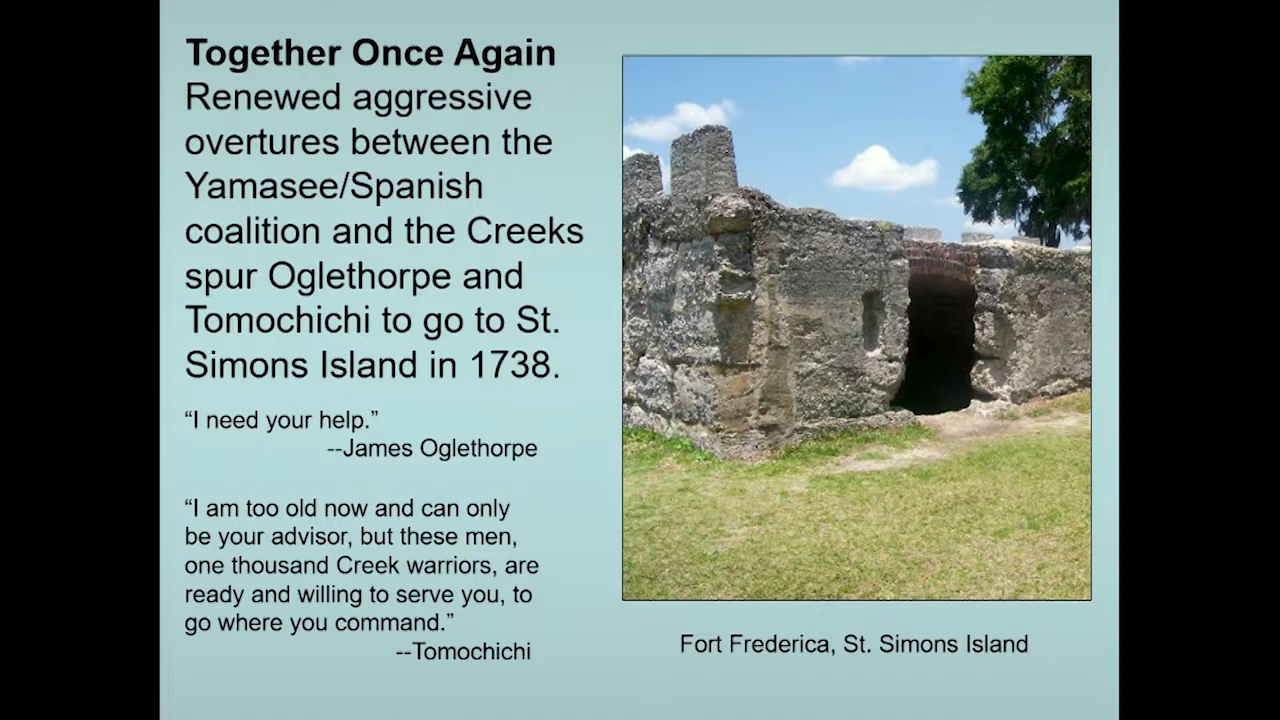 Together Once Again
Renewed aggressive
overtures between the
Yamasee/Spanish
coalition and the Creeks
spur Oglethorpe and
Tomochichi to go to St.
Simons Island in 1738.
“I need your help.”
--James Oglethorpe
“I am too old now and can only
be your advisor, but these men,
one thousand Creek warriors, are
ready and willing to serve you, to
go where you command.”
--Tomochichi
Fort Frederica, St. Simons Island